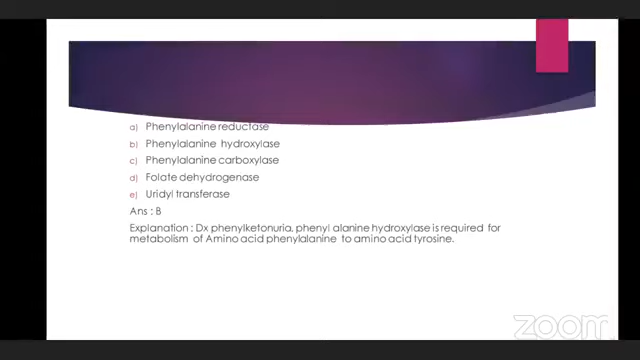 a) Phenylalanine reductase
b) Phenylalanine hydroxylase
c) Phenylalanine carboxylase
d) Folate dehydrogenase
e) Uridyl transferase
Ans : B
Explanation : Dx phenylketonuria, phenyl alanine hydroxylase is required for
metabolism of Amino acid phenylalanine to amino acid tyrosine.
zoom